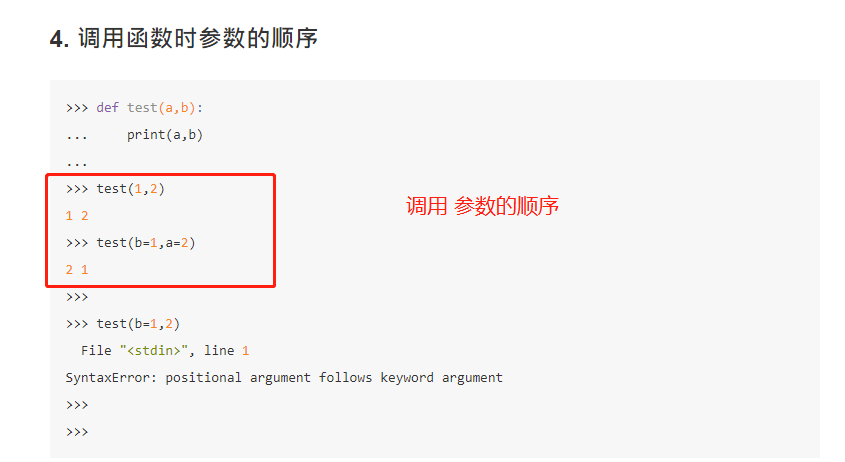 4. 调用函数时参数的顺序
>>> def test(a,b):
...     print(a,b)
...
>>> test(1,2)
1 2
调用 参数的顺序
>>> test(b=1,a=2)
2 1
>>>
>>> test(b=1,2)
  File "<stdin>", line 1
SyntaxError: positional argument follows keyword argument
>>>
>>>